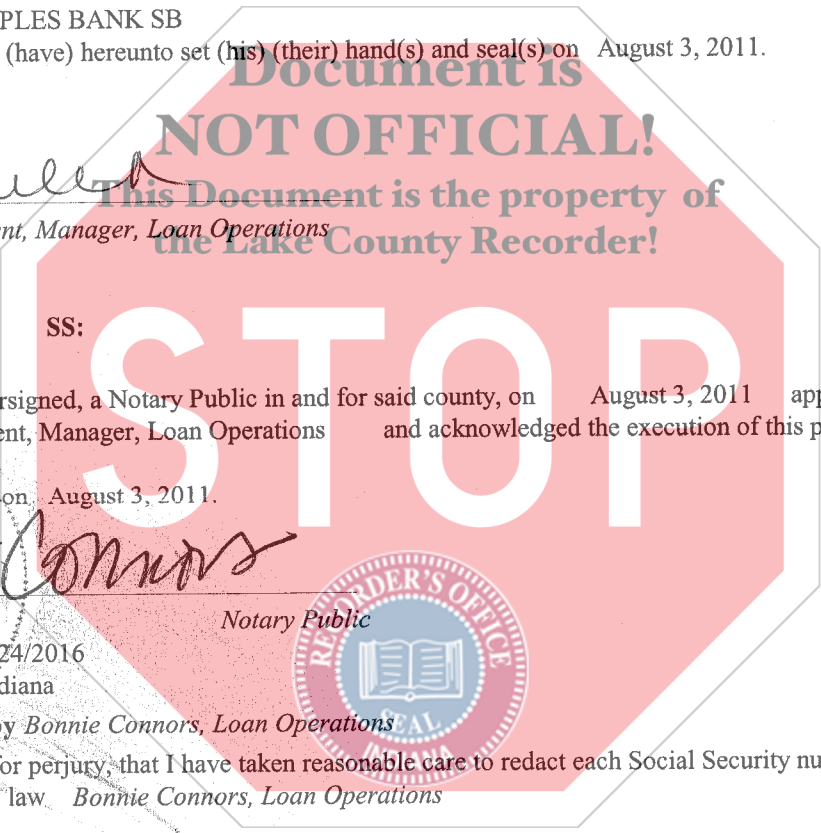 PLES BANK SB
(have) hereunto set (his) (their) hand(s) and seal(s) on August 3, 2011.
Document is
NOT OFFICIAL!
This Document is the property of
the Lake County Recorder!
nt, Manager, Loan Operations
SS:
STOP
rsigned, a Notary Public in and for said county, on August 3, 2011 app
ent, Manager, Loan Operations and acknowledged the execution of this p
on August 3, 2011.
Connors
Notary Public
RECORDER'S OFFICE
SEAL
INDIANA
24/2016
diana
by Bonnie Connors, Loan Operations
for perjury, that I have taken reasonable care to redact each Social Security nu
law Bonnie Connors, Loan Operations